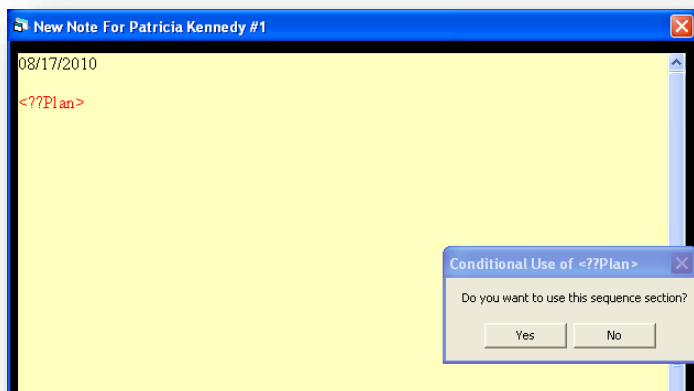 New Note For Patricia Kennedy #1
08/17/2010
<??Plan>
Conditional Use of <??Plan>
Do you want to use this sequence section?
Yes No